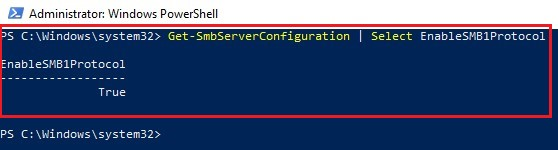 Administrator: Windows PowerShell
PS C:\Windows\system32> Get-SmbServerConfiguration | Select EnableSMB1Protocol
EnableSMB1Protocol
------------------
True
PS C:\Windows\system32>